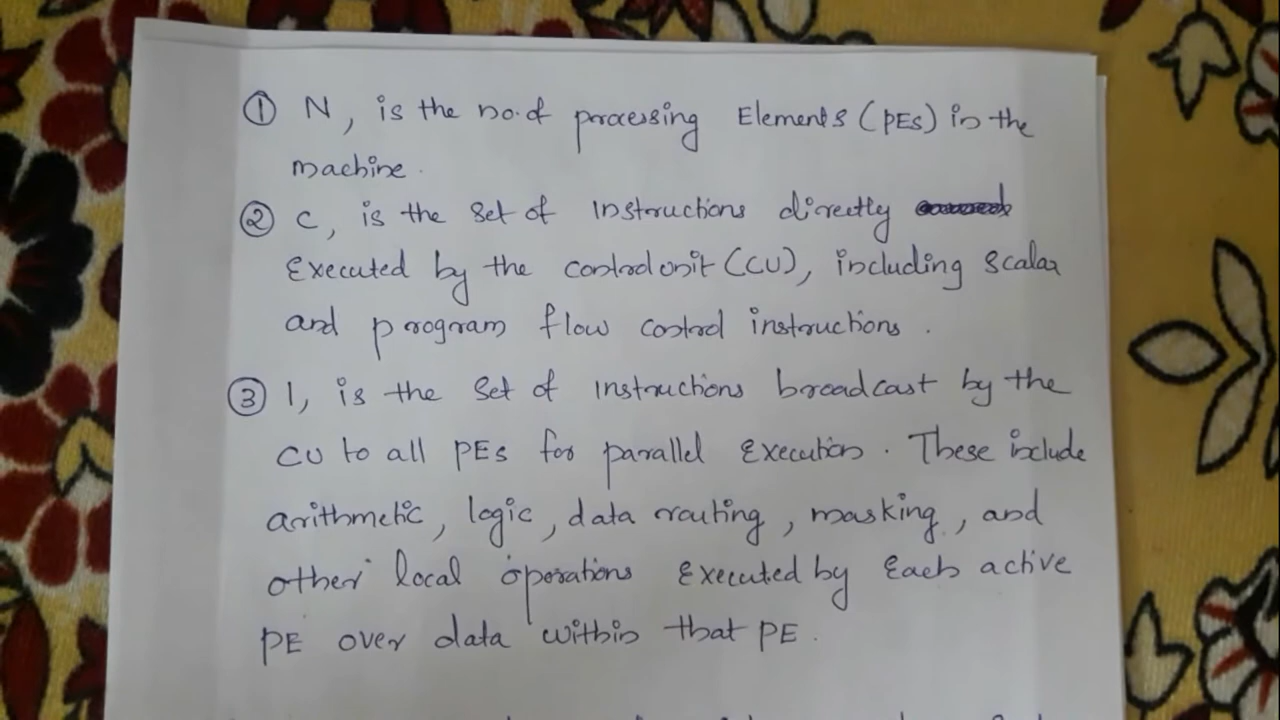 ① N, is the no. of processing Elements (PEs) in the
machine.
② C, is the set of instructions directly
Executed by the control unit (CU), including scalar
and program flow control instructions.
③ I, is the set of instructions broadcast by the
CU to all PEs for parallel Execution. These include
arithmetic, logic, data routing, masking, and
other local operations Executed by Each active
PE over data within that PE.